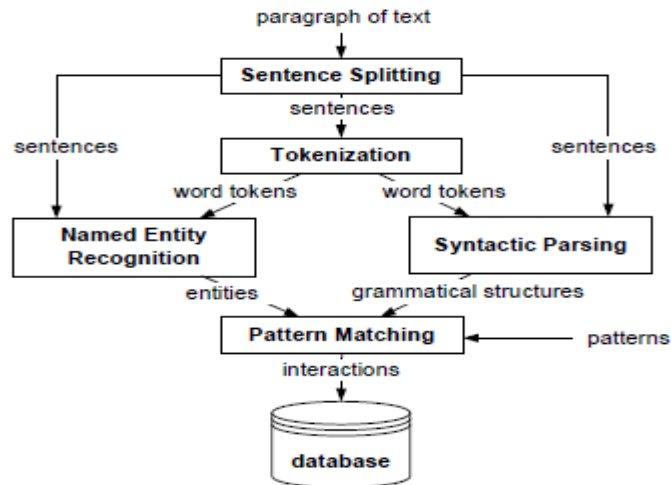 paragraph of text
Sentence Splitting
sentences
sentences
sentences
Tokenization
word tokens
word tokens
Named Entity
Recognition
Syntactic Parsing
entities
grammatical structures
Pattern Matching
patterns
interactions
database